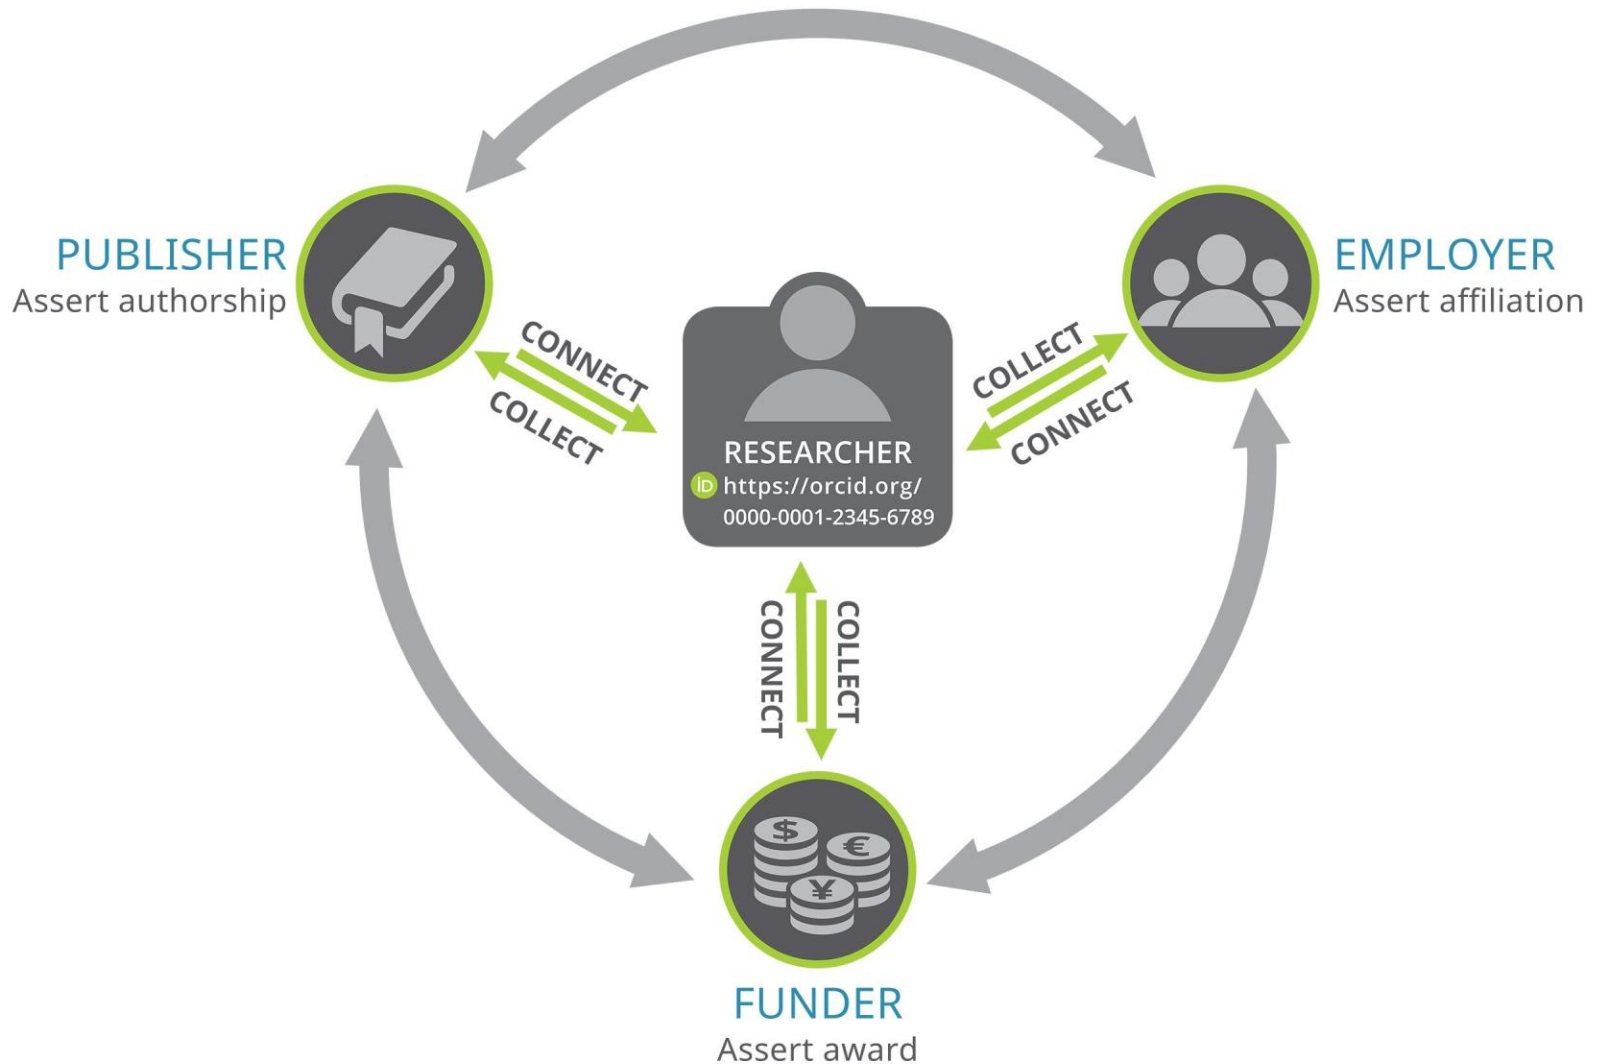 PUBLISHER
Assert authorship
EMPLOYER
Assert affiliation
CONNECT
COLLECT
COLLECT
CONNECT
RESEARCHER
iD https://orcid.org/
0000-0001-2345-6789
CONNECT
COLLECT
$
€
¥
FUNDER
Assert award